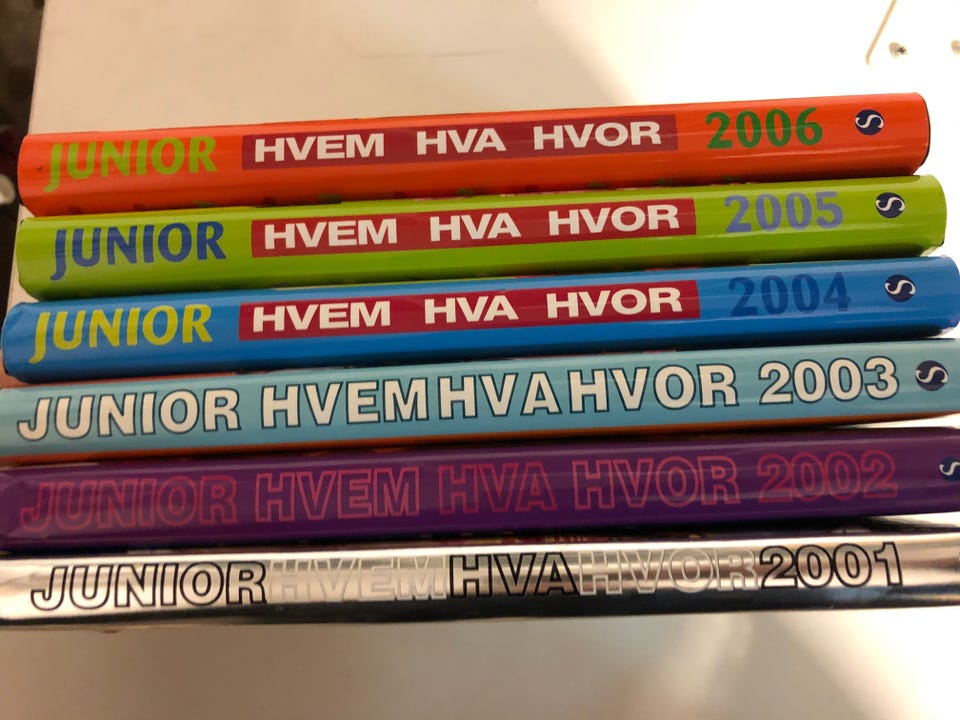 JUNIOR HVEM HVA HVOR 2006 S
JUNIOR HVEM HVA HVOR 2005 S
JUNIOR HVEM HVA HVOR 2004 S
JUNIOR HVEM HVA HVOR 2003 S
JUNIOR HVEM HVA HVOR 2002 S
JUNIOR HVEM HVA HVOR 2001